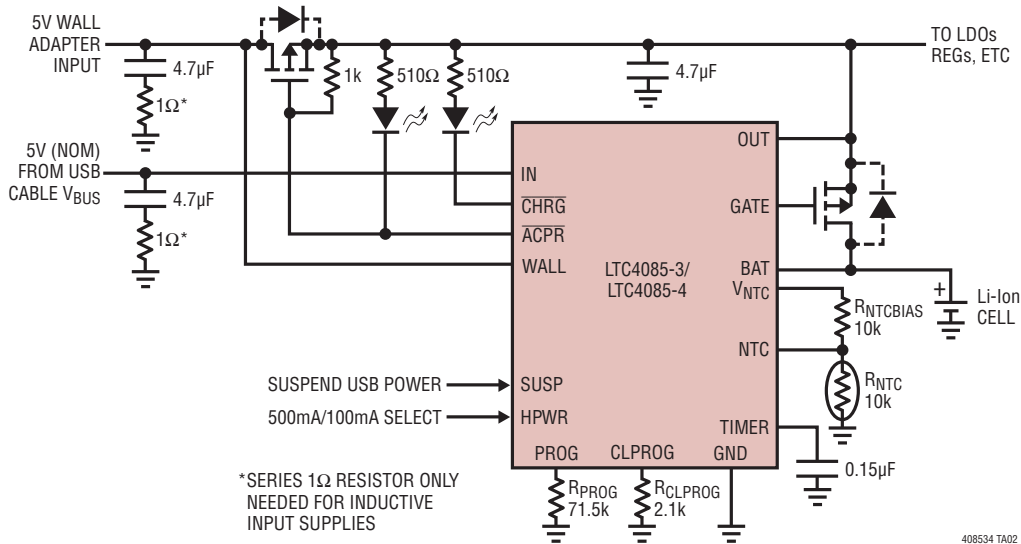 5V WALL
ADAPTER
INPUT
4.7µF
1Ω*
1k
510Ω
510Ω
4.7µF
TO LDOs
REGs, ETC
5V (NOM)
FROM USB
CABLE VBUS
4.7µF
1Ω*
IN
CHRG
ACPR
WALL
SUSPEND USB POWER
SUSP
500mA/100mA SELECT
HPWR
LTC4085-3/
LTC4085-4
OUT
GATE
BAT
VNTC
NTC
TIMER
PROG
CLPROG
GND
+
Li-Ion
CELL
RNTCBIAS
10k
RNTC
10k
0.15µF
RPROG
71.5k
RCLPROG
2.1k
*SERIES 1Ω RESISTOR ONLY
NEEDED FOR INDUCTIVE
INPUT SUPPLIES
408534 TA02